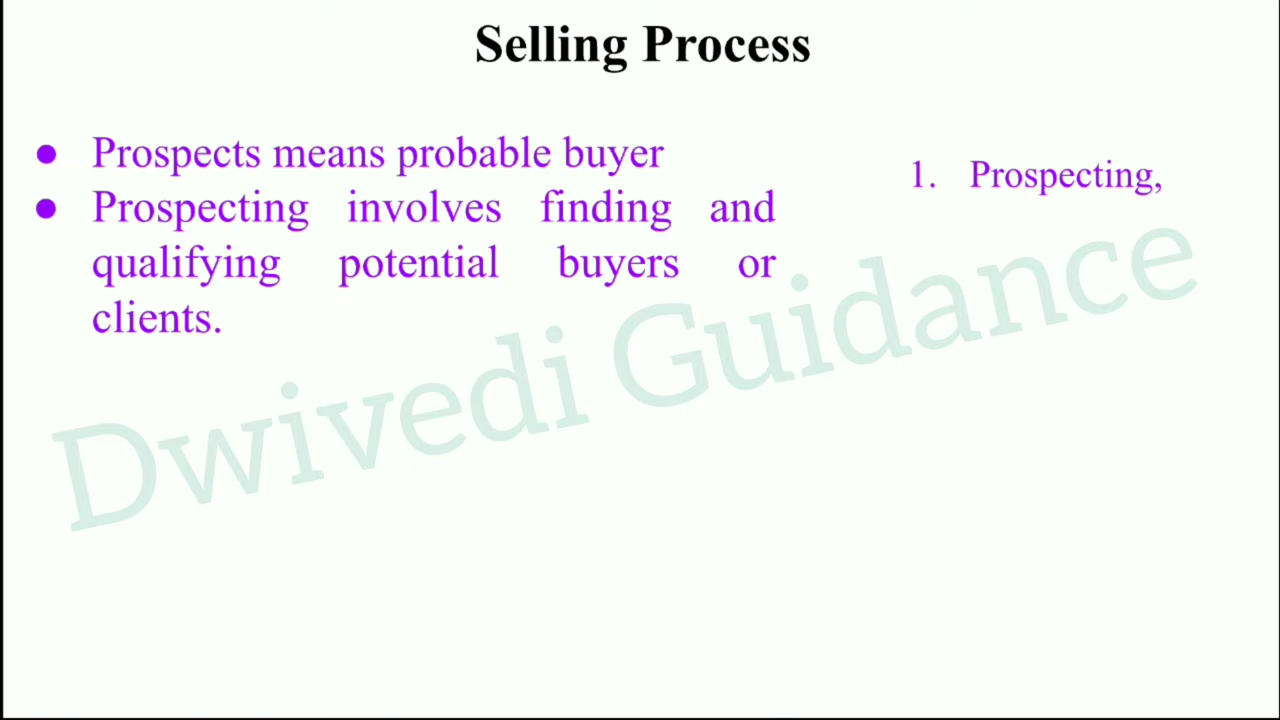 Selling Process
● Prospects means probable buyer
● Prospecting involves finding and
qualifying potential buyers or
clients.
1. Prospecting,
Dwivedi Guidance